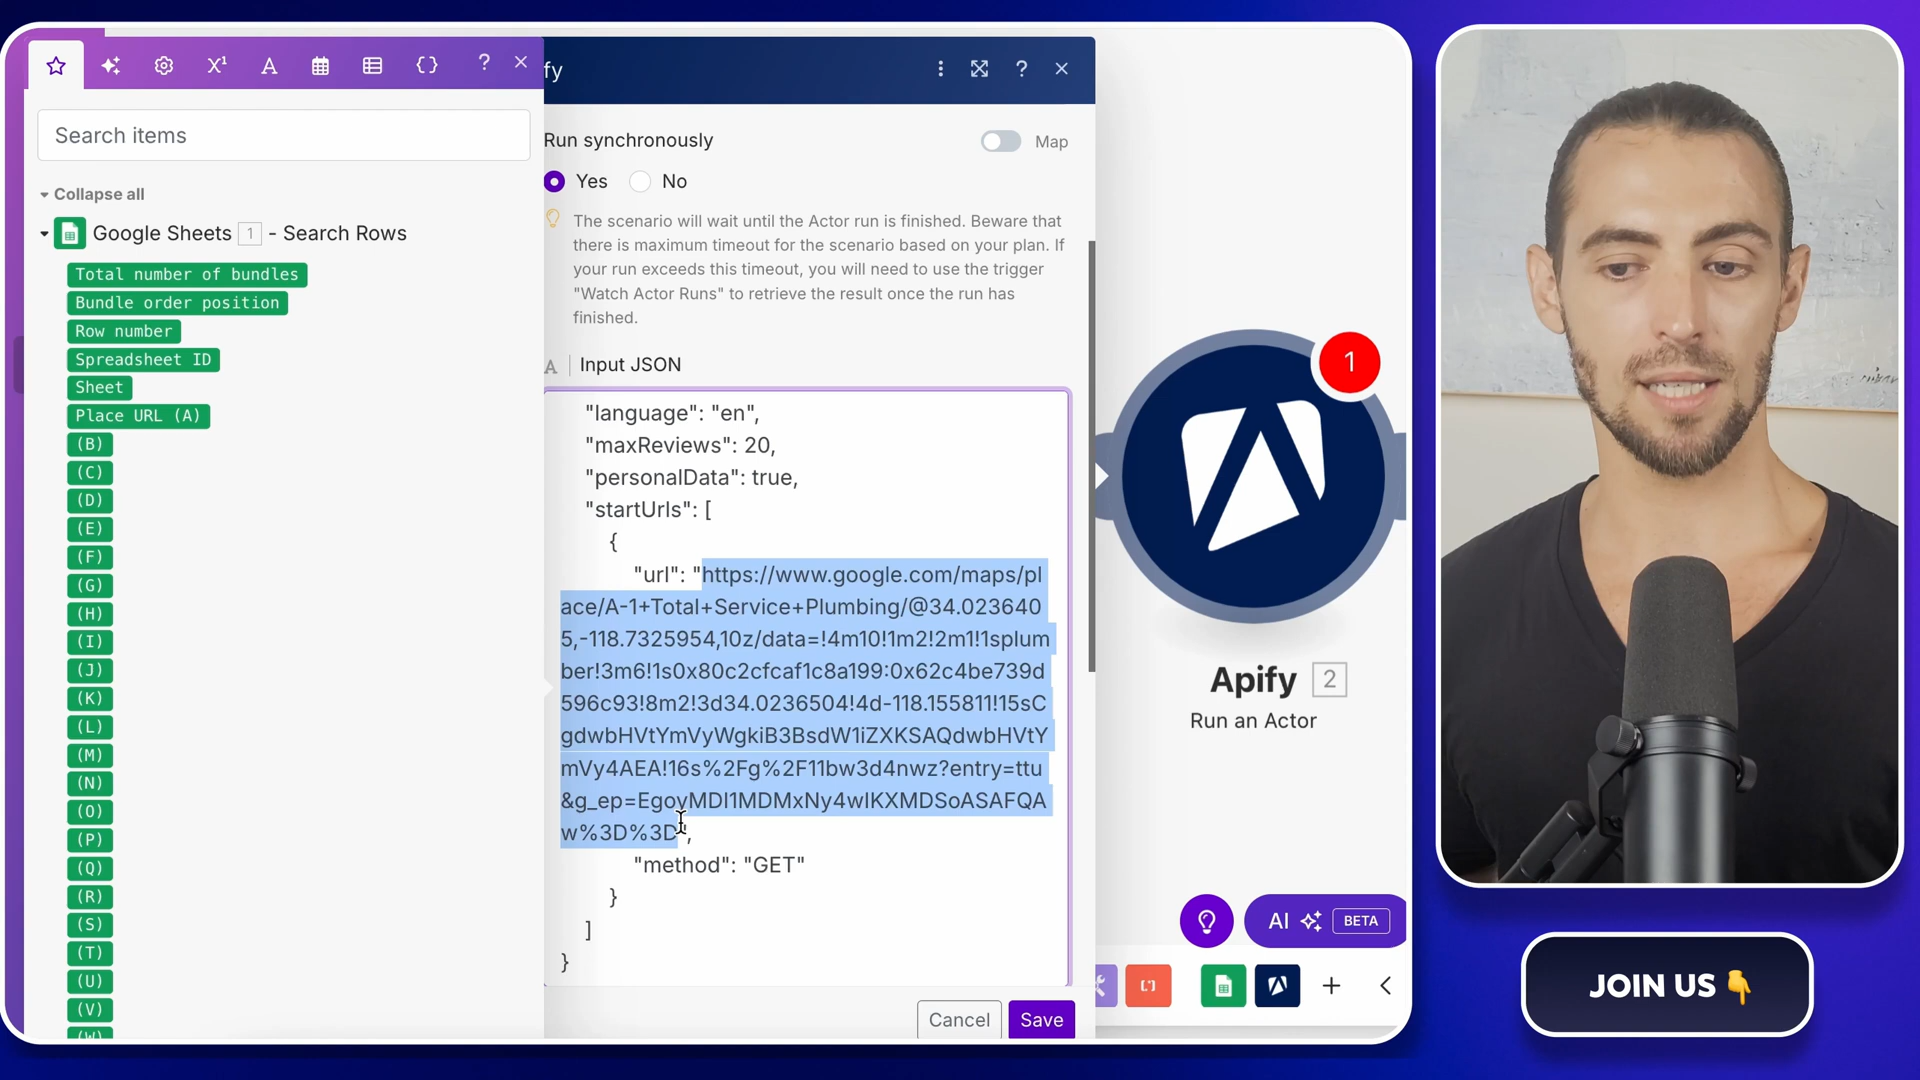 fy
Search items
Collapse all
Google Sheets 1 - Search Rows
Total number of bundles
Bundle order position
Row number
Spreadsheet ID
Sheet
Place URL (A)
(B)
(C)
(D)
(E)
(F)
(G)
(H)
(I)
(J)
(K)
(L)
(M)
(N)
(O)
(P)
(Q)
(R)
(S)
(T)
(U)
(V)
(W)
Run synchronously
Map
Yes No
The scenario will wait until the Actor run is finished. Beware that
there is maximum timeout for the scenario based on your plan. If
your run exceeds this timeout, you will need to use the trigger
"Watch Actor Runs" to retrieve the result once the run has
finished.
A Input JSON
"language": "en",
"maxReviews": 20,
"personalData": true,
"startUrls": [
{
"url": "https://www.google.com/maps/pl
ace/A-1+Total+Service+Plumbing/@34.023640
5,-118.7325954,10z/data=!4m10!1m2!2m1!1splum
ber!3m6!1s0x80c2cfcaf1c8a199:0x62c4be739d
596c93!8m2!3d34.0236504!4d-118.155811!15sC
gdwbHVtYmVyWgkiB3BsdW1iZXKSAQdwbHVtY
mVy4AEA!16s%2Fg%2F11bw3d4nwz?entry=ttu
&g_ep=EgoyMDI1MDMxNy4wIKXMDSoASAFQA
w%3D%3D",
"method": "GET"
}
]
}
Cancel Save
1
Apify 2
Run an Actor
AI BETA
JOIN US 👇